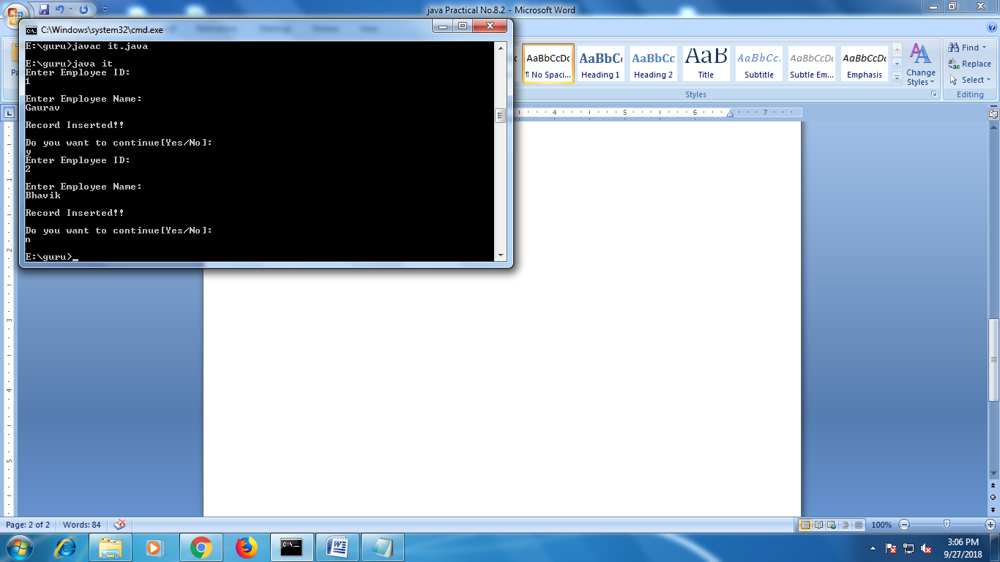 java Practical No.8.2 - Microsoft Word
C:\Windows\system32\cmd.exe
E:\guru>javac it.java
E:\guru>java it
Enter Employee ID:
1
Enter Employee Name:
Gaurav
Record Inserted!!
Do you want to continue[Yes/No]:
y
Enter Employee ID:
2
Enter Employee Name:
Bhavik
Record Inserted!!
Do you want to continue[Yes/No]:
n
E:\guru>_
AaBbCcDc AaBbCc AaBbCc AaB AaBbCc. AaBbCcDc AaBbCcDc
¶ No Spaci... Heading 1 Heading 2 Title Subtitle Subtle Em... Emphasis
Change
Styles
Styles
Find
Replace
Select
Editing
4 5 6 7
1
2
3
4
5
Page: 2 of 2 Words: 84
100%
3:06 PM
9/27/2018